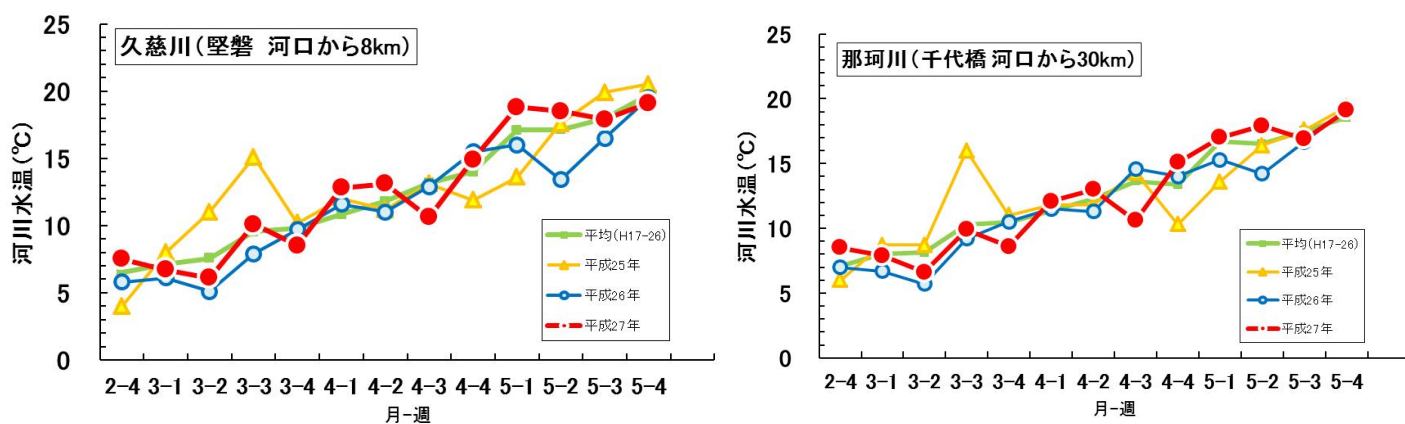 久慈川（堅磐 河口から8km）
河川水温（℃）
25
20
15
10
5
0
2-4 3-1 3-2 3-3 3-4 4-1 4-2 4-3 4-4 5-1 5-2 5-3 5-4
月-週
平均（H17-26）
平成25年
平成26年
平成27年
那珂川（千代橋 河口から30km）
河川水温（℃）
25
20
15
10
5
0
2-4 3-1 3-2 3-3 3-4 4-1 4-2 4-3 4-4 5-1 5-2 5-3 5-4
月-週
平均（H17-26）
平成25年
平成26年
平成27年